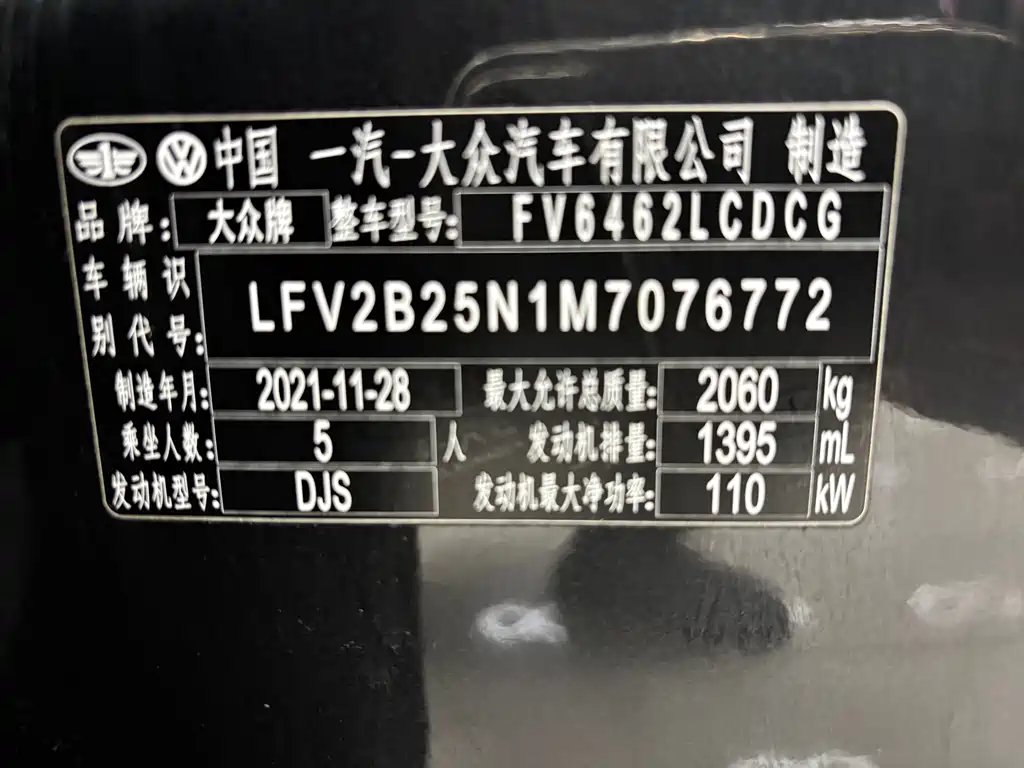 中国 一汽-大众汽车有限公司 制造
品牌: 大众牌 整车型号: FV6462LCDCG
车辆识别代号: LFV2B25N1M7076772
制造年月: 2021-11-28 最大允许总质量: 2060 kg
乘坐人数: 5 人 发动机排量: 1395 mL
发动机型号: DJS 发动机最大净功率: 110 kW